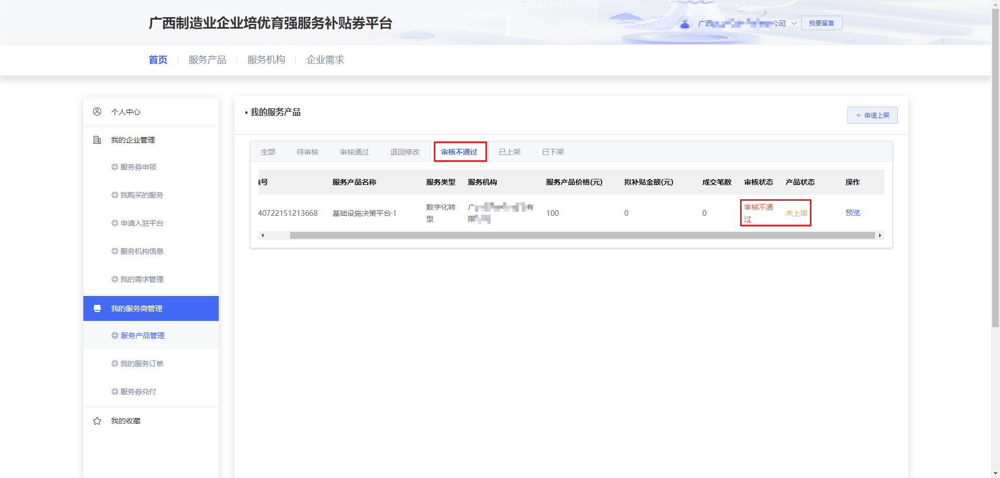 广西制造业企业培优育强服务补贴券平台
广西 公司
我要留言
首页
服务产品
服务机构
企业需求
个人中心
我的企业管理
服务券申领
我购买的服务
申请入驻平台
服务机构信息
我的需求管理
我的服务商管理
服务产品管理
我的服务订单
服务券兑付
我的收藏
• 我的服务产品
+ 申请上架
全部 待审核 审核通过 退回修改 审核不通过 已上架 已下架
编号 服务产品名称 服务类型 服务机构 服务产品价格(元) 拟补贴金额(元) 成交笔数 审核状态 产品状态 操作
40722151213668 基础设施决策平台·1 数字化转 广 有 100 0 0 审核不通 未上架 预览
型 限 过